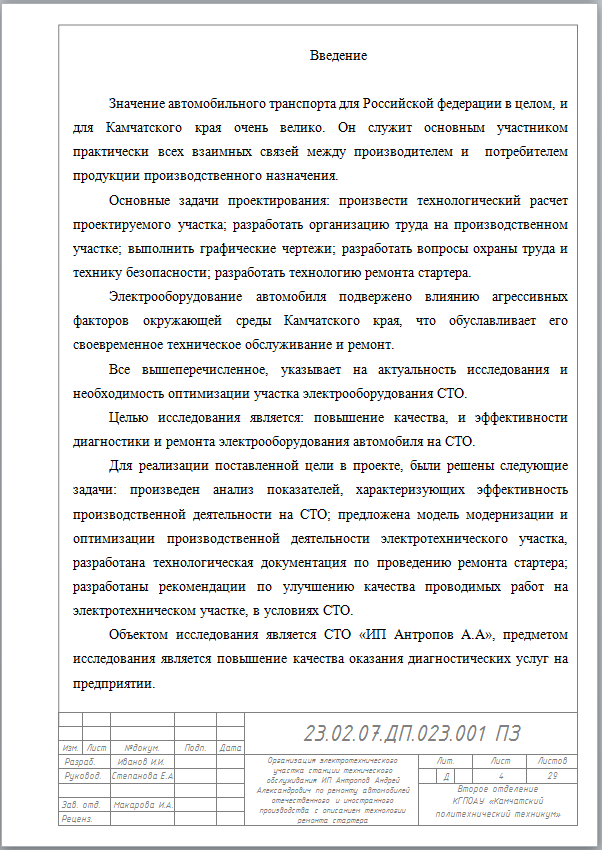 Введение
Значение автомобильного транспорта для Российской федерации в целом, и
для Камчатского края очень велико. Он служит основным участником
практически всех взаимных связей между производителем и потребителем
продукции производственного назначения.
Основные задачи проектирования: произвести технологический расчет
проектируемого участка; разработать организацию труда на производственном
участке; выполнить графические чертежи; разработать вопросы охраны труда и
технику безопасности; разработать технологию ремонта стартера.
Электрооборудование автомобиля подвержено влиянию агрессивных
факторов окружающей среды Камчатского края, что обуславливает его
своевременное техническое обслуживание и ремонт.
Все вышеперечисленное, указывает на актуальность исследования и
необходимость оптимизации участка электрооборудования СТО.
Целью исследования является: повышение качества, и эффективности
диагностики и ремонта электрооборудования автомобиля на СТО.
Для реализации поставленной цели в проекте, были решены следующие
задачи: произведен анализ показателей, характеризующих эффективность
производственной деятельности на СТО; предложена модель модернизации и
оптимизации производственной деятельности электротехнического участка,
разработана технологическая документация по проведению ремонта стартера;
разработаны рекомендации по улучшению качества проводимых работ на
электротехническом участке, в условиях СТО.
Объектом исследования является СТО «ИП Антропов А.А», предметом
исследования является повышение качества оказания диагностических услуг на
предприятии.
23.02.07.ДП.023.001 ПЗ
Изм. Лист №докум. Подп. Дата
Разраб. Иванов И.И.
Руковод. Степанова Е.А.
Зав. отд. Макарова И.А.
Реценз.
Организация электротехнического
участка станции технического
обслуживания ИП Антропов Андрей
Александрович по ремонту автомобилей
отечественного и иностранного
производства с описанием технологии
ремонта стартера
Лит. Лист Листов
Д 4 29
Второе отделение
КГПОАУ «Камчатский
политехнический техникум»